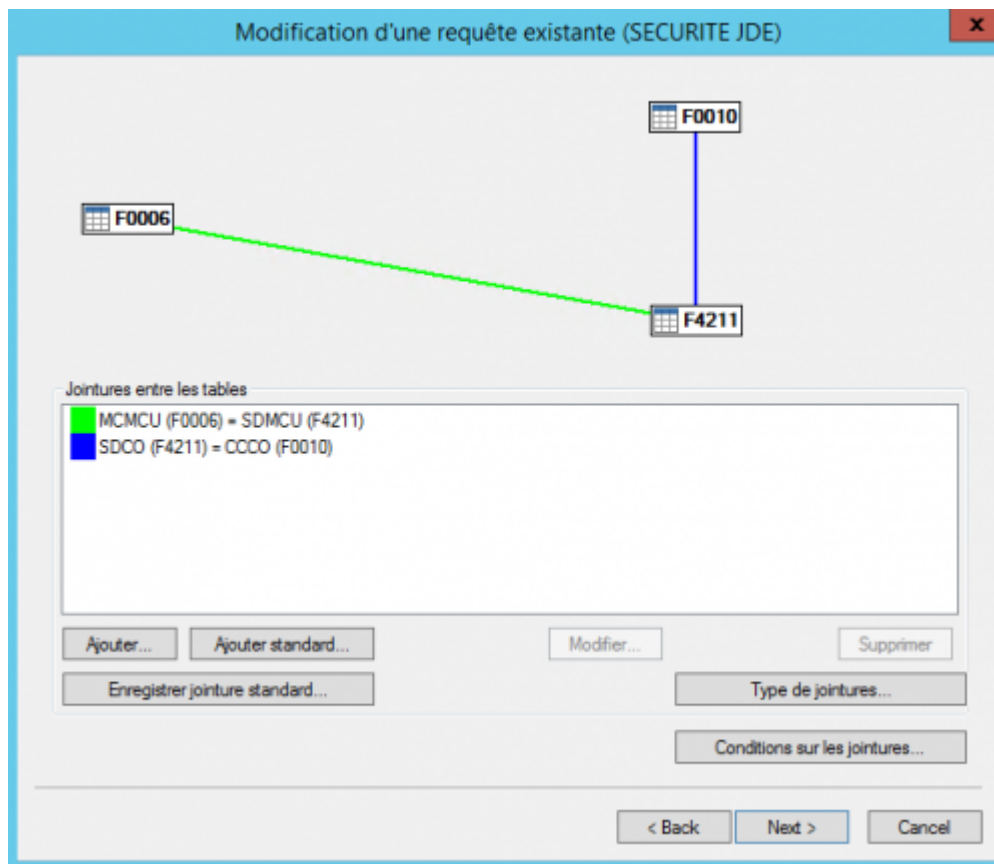 Modification d'une requête existante (SECURITE JDE)
x
F0010
F0006
F4211
Jointures entre les tables
MCMCU (F0006) = SDMCU (F4211)
SDCO (F4211) = CCCO (F0010)
Ajouter...
Ajouter standard...
Modifier...
Supprimer
Enregistrer jointure standard...
Type de jointures...
Conditions sur les jointures...
< Back
Next >
Cancel